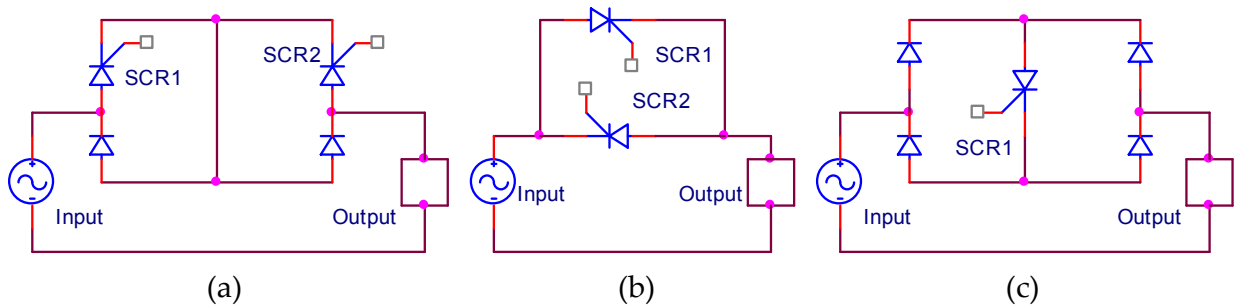 SCR1
SCR2
Input
Output
(a)
SCR1
SCR2
Input
Output
(b)
SCR1
Input
Output
(c)